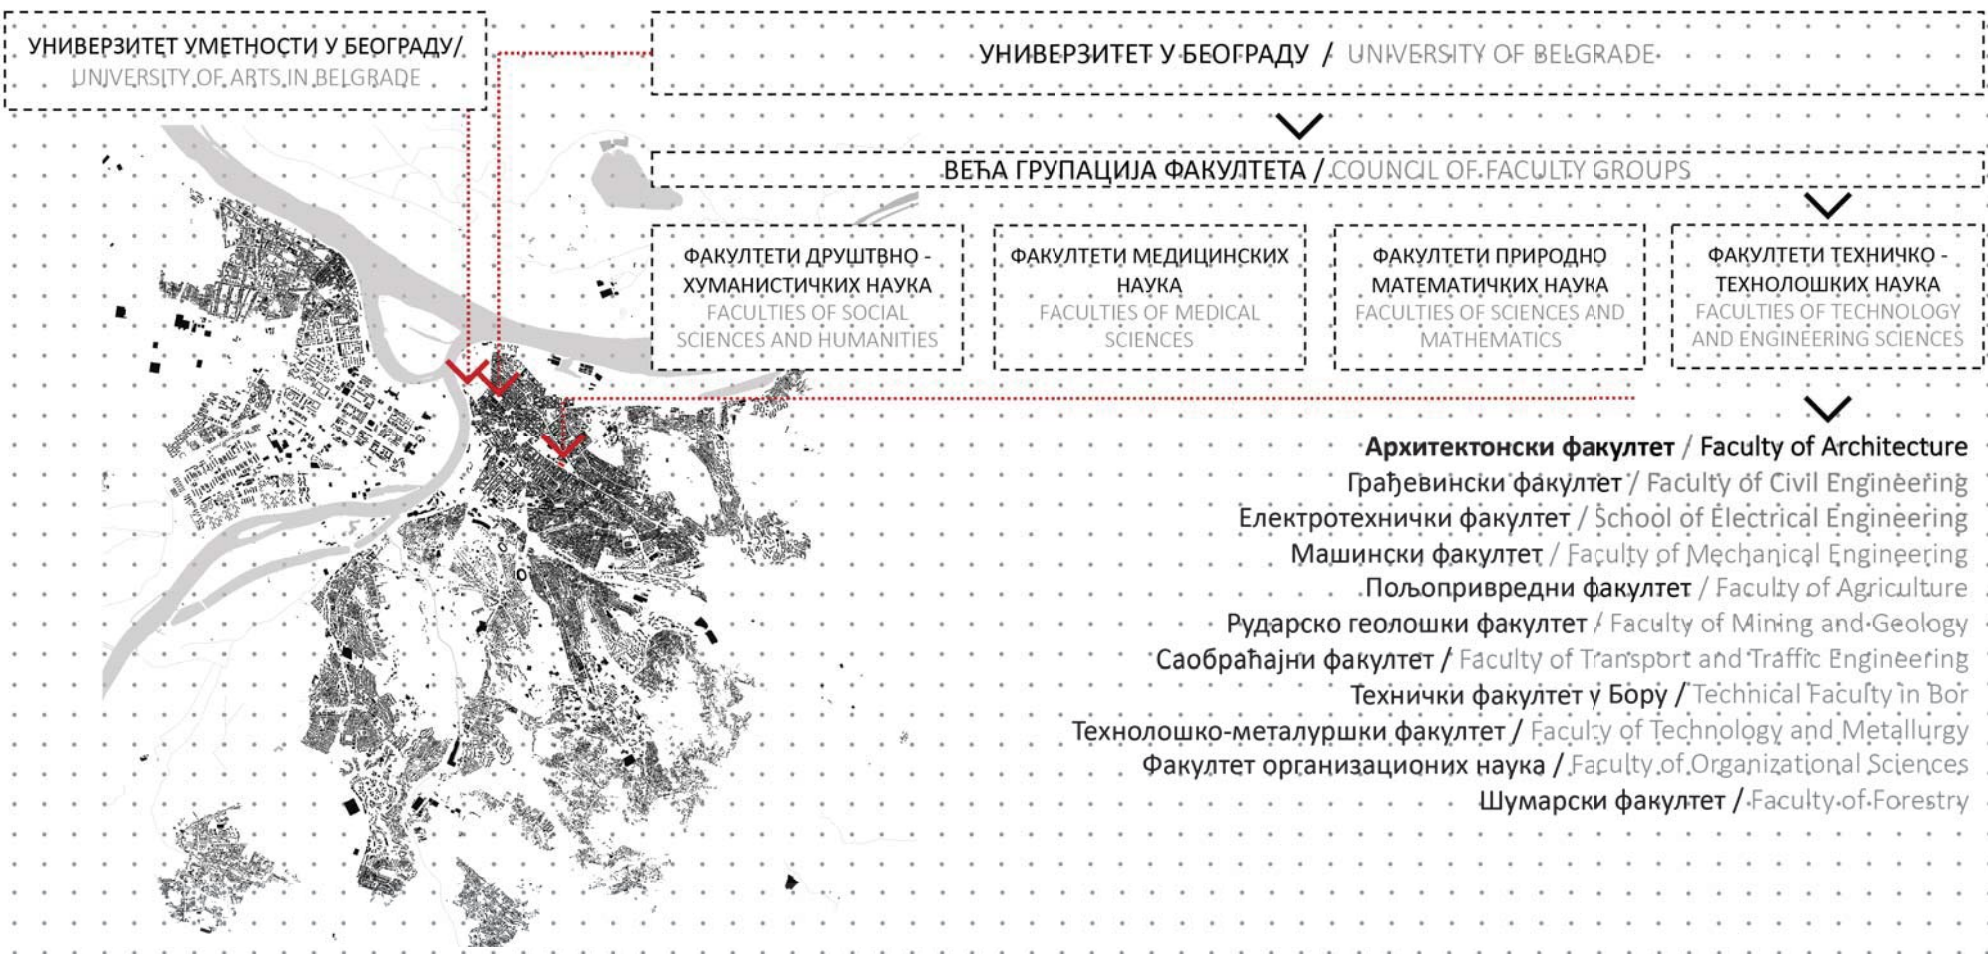 УНИВЕРЗИТЕТ УМЕТНОСТИ У БЕОГРАДУ/
UNIVERSITY OF ARTS IN BELGRADE
УНИВЕРЗИТЕТ У БЕОГРАДУ / UNIVERSITY OF BELGRADE
ВЕЋА ГРУПАЦИЈА ФАКУЛТЕТА / COUNCIL OF FACULTY GROUPS
ФАКУЛТЕТИ ДРУШТВНО -
ХУМАНИСТИЧКИХ НАУКА
FACULTIES OF SOCIAL
SCIENCES AND HUMANITIES
ФАКУЛТЕТИ МЕДИЦИНСКИХ
НАУКА
FACULTIES OF MEDICAL
SCIENCES
ФАКУЛТЕТИ ПРИРОДНО
МАТЕМАТИЧКИХ НАУКА
FACULTIES OF SCIENCES AND
MATHEMATICS
ФАКУЛТЕТИ ТЕХНИЧКО -
ТЕХНОЛОШКИХ НАУКА
FACULTIES OF TECHNOLOGY
AND ENGINEERING SCIENCES
Архитектонски факултет / Faculty of Architecture
Грађевински факултет / Faculty of Civil Engineering
Електротехнички факултет / School of Electrical Engineering
Машински факултет / Faculty of Mechanical Engineering
Пољопривредни факултет / Faculty of Agriculture
Рударско геолошки факултет / Faculty of Mining and Geology
Саобраћајни факултет / Faculty of Transport and Traffic Engineering
Технички факултет у Бору / Technical Faculty in Bor
Технолошко-металуршки факултет / Faculty of Technology and Metallurgy
Факултет организационих наука / Faculty of Organizational Sciences
Шумарски факултет / Faculty of Forestry